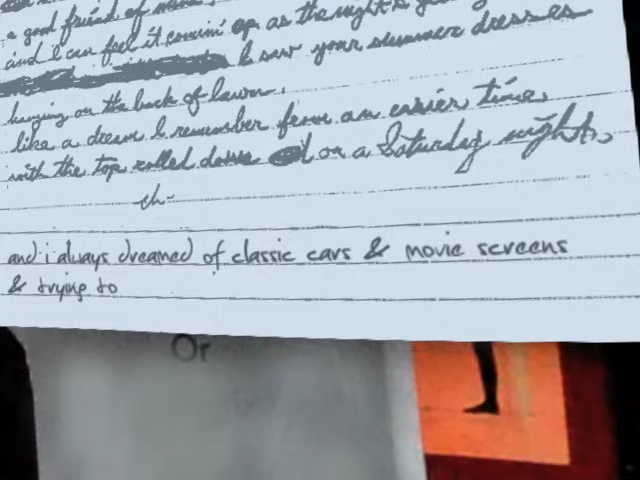 a good friend of mine,
and i can feel it comin' up as the night's
I saw your summer dresses
hanging on the back of lawn,
like a dream I remember from an easier time,
with the top rolled down on a Saturday night,
and i always dreamed of classic cars & movie screens
& trying to
Or